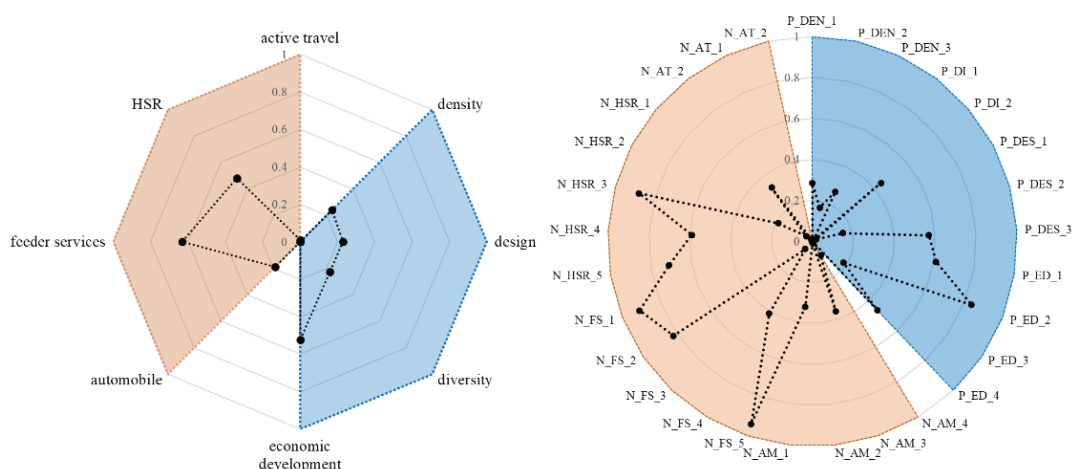 active travel
density
design
diversity
economic
development
automobile
feeder services
HSR
1
0.8
0.6
0.4
0.2
0
P_DEN_1
P_DEN_2
P_DEN_3
P_DI_1
P_DI_2
P_DES_1
P_DES_2
P_DES_3
P_ED_1
P_ED_2
P_ED_3
P_ED_4
N_AM_4
N_AM_3
N_AM_2
N_AM_1
N_FS_5
N_FS_4
N_FS_3
N_FS_2
N_FS_1
N_HSR_5
N_HSR_4
N_HSR_3
N_HSR_2
N_HSR_1
N_AT_2
N_AT_1
N_AT_2
1
0.8
0.6
0.4
0.2
0